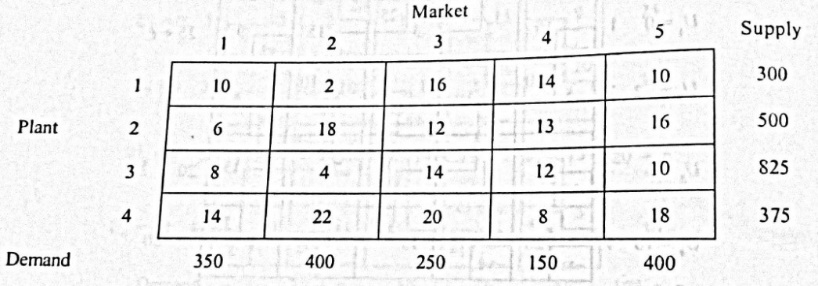 Market
1 2 3 4 5 Supply
1 10 2 16 14 10 300
Plant 2 6 18 12 13 16 500
3 8 4 14 12 10 825
4 14 22 20 8 18 375
Demand 350 400 250 150 400